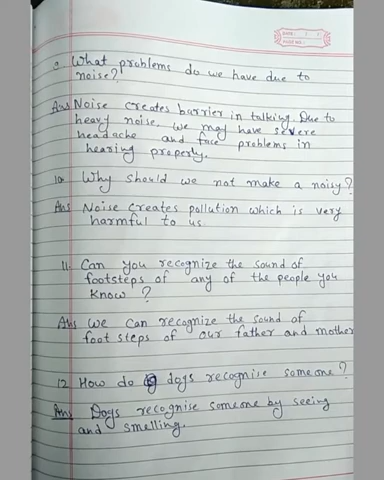 DATE: / /
PAGE NO.:
9. What problems do we have due to
noise?
Ans Noise creates barrier in talking. Due to
heavy noise, we may have severe
headache and face problems in
hearing properly.
10 Why should we not make a noisy?
Ans Noise creates pollution which is very
harmful to us.
11. Can you recognize the sound of
footsteps of any of the people you
know?
Ans We can recognize the sound of
foot steps of our father and mother
12 How do dogs recognise someone?
Ans Dogs recognise someone by seeing
and smelling.